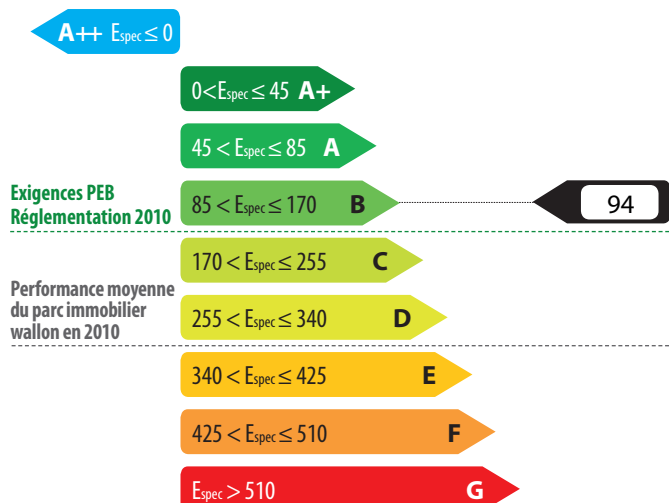 A++ Espec ≤ 0
0<Espec ≤ 45 A+
45 < Espec ≤ 85 A
Exigences PEB
Réglementation 2010
85 < Espec ≤ 170 B
94
170 < Espec ≤ 255 C
Performance moyenne
du parc immobilier
wallon en 2010
255 < Espec ≤ 340 D
340 < Espec ≤ 425 E
425 < Espec ≤ 510 F
Espec > 510 G